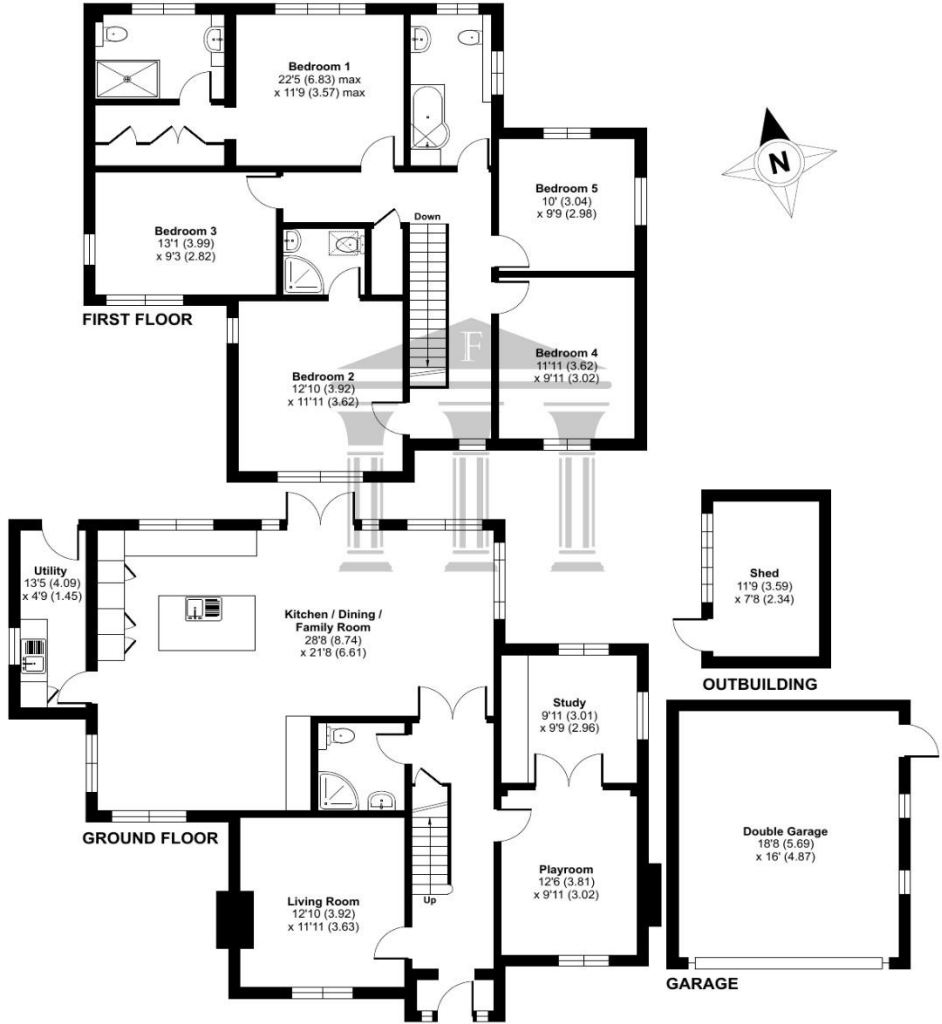 Bedroom 1
22'5 (6.83) max
x 11'9 (3.57) max
N
Bedroom 5
10' (3.04)
x 9'9 (2.98)
Down
Bedroom 3
13'1 (3.99)
x 9'3 (2.82)
FIRST FLOOR
F
Bedroom 4
11'11 (3.62)
x 9'11 (3.02)
Bedroom 2
12'10 (3.92)
x 11'11 (3.62)
Utility
13'5 (4.09)
x 4'9 (1.45)
Kitchen / Dining /
Family Room
28'8 (8.74)
x 21'8 (6.61)
Shed
11'9 (3.59)
x 7'8 (2.34)
OUTBUILDING
Study
9'11 (3.01)
x 9'9 (2.96)
GROUND FLOOR
Double Garage
18'8 (5.69)
x 16' (4.87)
Playroom
12'6 (3.81)
x 9'11 (3.02)
Living Room
12'10 (3.92)
x 11'11 (3.63)
Up
GARAGE